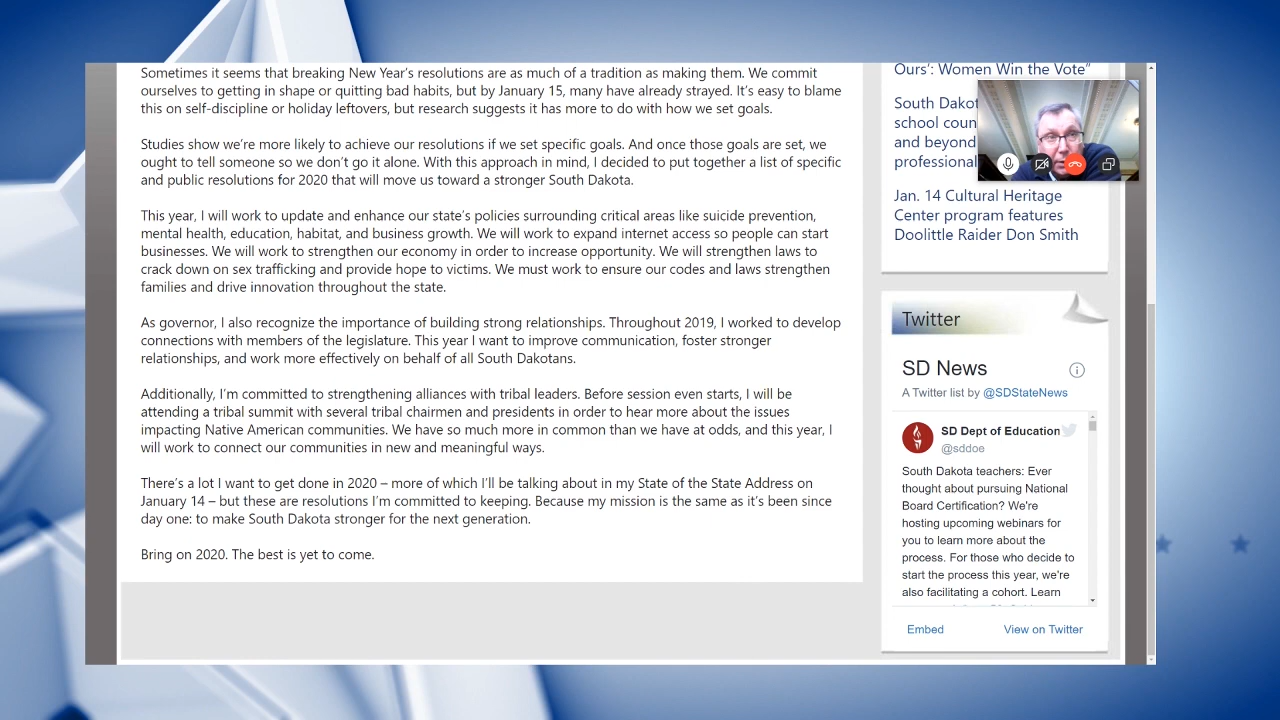 Sometimes it seems that breaking New Year's resolutions are as much of a tradition as making them. We commit
ourselves to getting in shape or quitting bad habits, but by January 15, many have already strayed. It's easy to blame
this on self-discipline or holiday leftovers, but research suggests it has more to do with how we set goals.
Studies show we're more likely to achieve our resolutions if we set specific goals. And once those goals are set, we
ought to tell someone so we don't go it alone. With this approach in mind, I decided to put together a list of specific
and public resolutions for 2020 that will move us toward a stronger South Dakota.
This year, I will work to update and enhance our state's policies surrounding critical areas like suicide prevention,
mental health, education, habitat, and business growth. We will work to expand internet access so people can start
businesses. We will work to strengthen our economy in order to increase opportunity. We will strengthen laws to
crack down on sex trafficking and provide hope to victims. We must work to ensure our codes and laws strengthen
families and drive innovation throughout the state.
As governor, I also recognize the importance of building strong relationships. Throughout 2019, I worked to develop
connections with members of the legislature. This year I want to improve communication, foster stronger
relationships, and work more effectively on behalf of all South Dakotans.
Additionally, I'm committed to strengthening alliances with tribal leaders. Before session even starts, I will be
attending a tribal summit with several tribal chairmen and presidents in order to hear more about the issues
impacting Native American communities. We have so much more in common than we have at odds, and this year, I
will work to connect our communities in new and meaningful ways.
There's a lot I want to get done in 2020 – more of which I'll be talking about in my State of the State Address on
January 14 – but these are resolutions I'm committed to keeping. Because my mission is the same as it's been since
day one: to make South Dakota stronger for the next generation.
Bring on 2020. The best is yet to come.
Ours': Women Win the Vote"
South Dakot
school coun
and beyond
professional
Jan. 14 Cultural Heritage
Center program features
Doolittle Raider Don Smith
Twitter
SD News
A Twitter list by @SDStateNews
SD Dept of Education
@sddoe
South Dakota teachers: Ever
thought about pursuing National
Board Certification? We're
hosting upcoming webinars for
you to learn more about the
process. For those who decide to
start the process this year, we're
also facilitating a cohort. Learn
Embed
View on Twitter